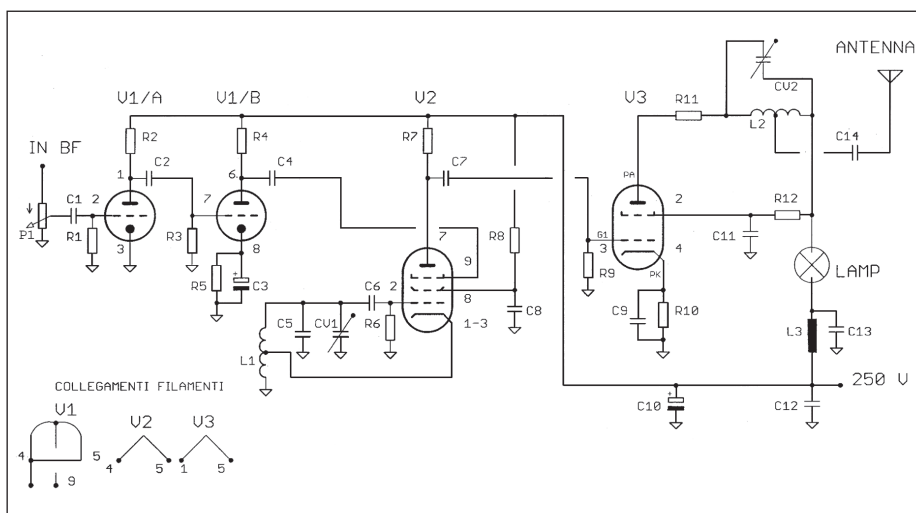 ANTENNA
CV2
V1/A
V1/B
V2
V3
R11
L2
C14
R2
R4
R7
IN BF
C2
C4
C7
PA
1
6
P1
C1
2
7
2
R12
R1
R3
R8
G1
C11
3
8
7
9
3
4
R5
C3
R9
PK
LAMP
C6
2
8
C9
R10
C5
CV1
R6
1-3
C8
L3
C13
L1
COLLEGAMENTI FILAMENTI
250 V
V1
V2
V3
C10
C12
4
5
4
5
1
5
9